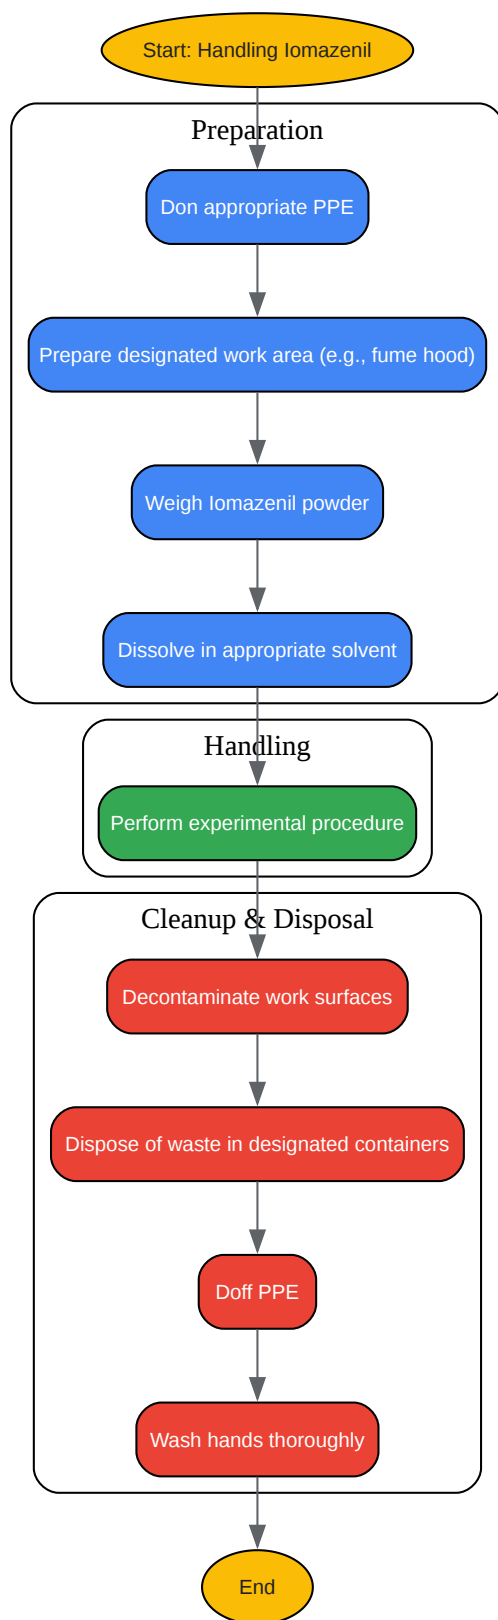 Start: Handling Iomazenil
Preparation
Don appropriate PPE
Prepare designated work area (e.g., fume hood)
Weigh Iomazenil powder
Dissolve in appropriate solvent
Handling
Perform experimental procedure
Cleanup & Disposal
Decontaminate work surfaces
Dispose of waste in designated containers
Doff PPE
Wash hands thoroughly
End